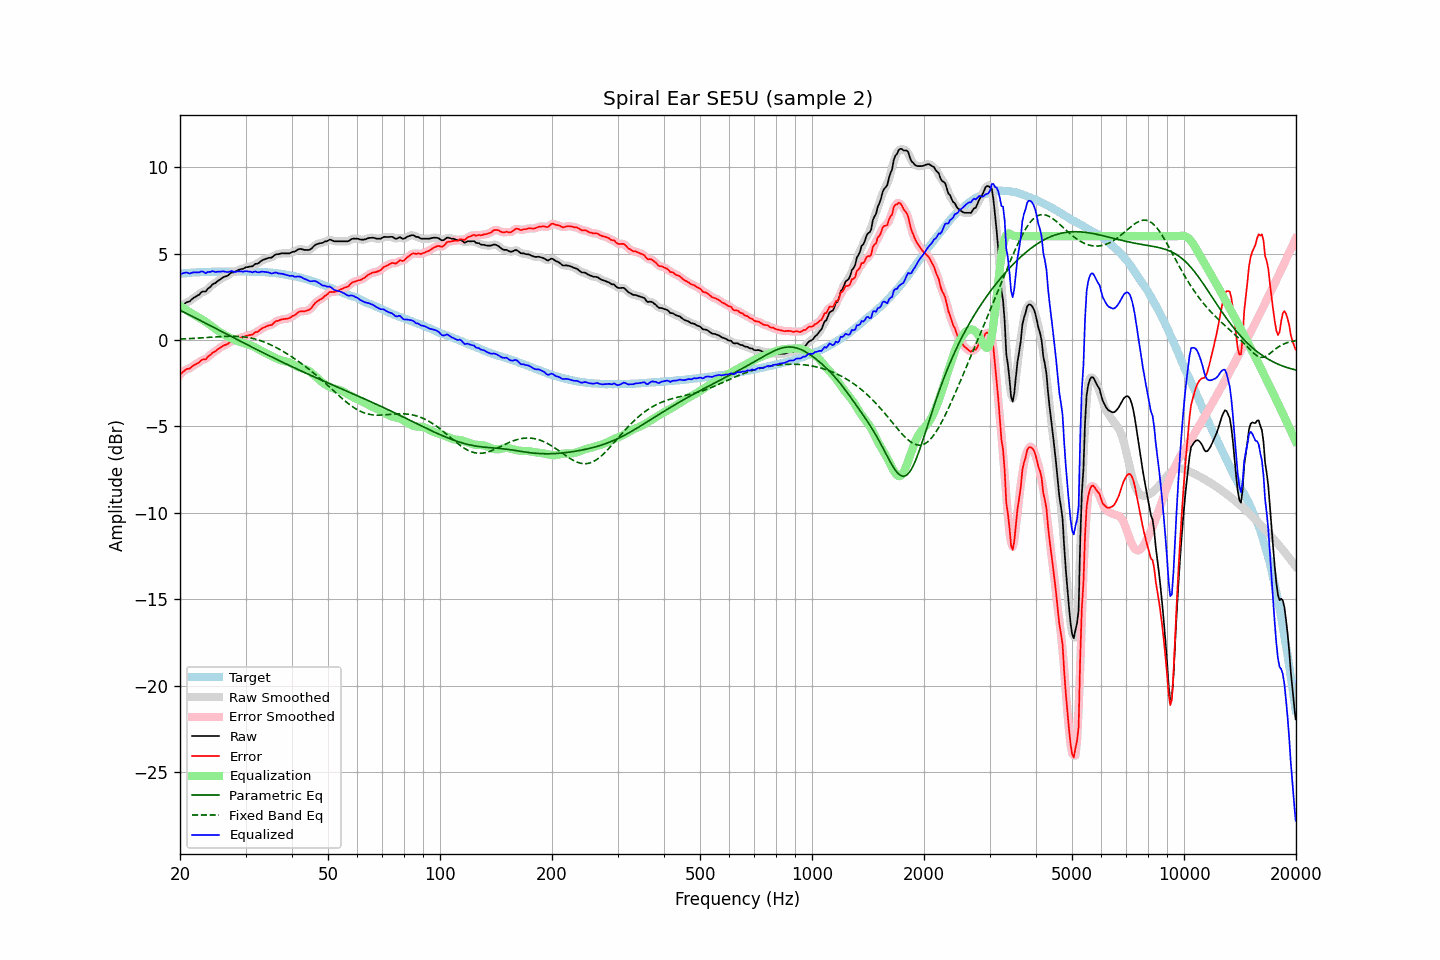 Spiral Ear SE5U (sample 2)
Amplitude (dBr)
10
5
0
−5
−10
−15
−20
−25
Target
Raw Smoothed
Error Smoothed
Raw
Error
Equalization
Parametric Eq
Fixed Band Eq
Equalized
20 50 100 200 500 1000 2000 5000 10000 20000
Frequency (Hz)